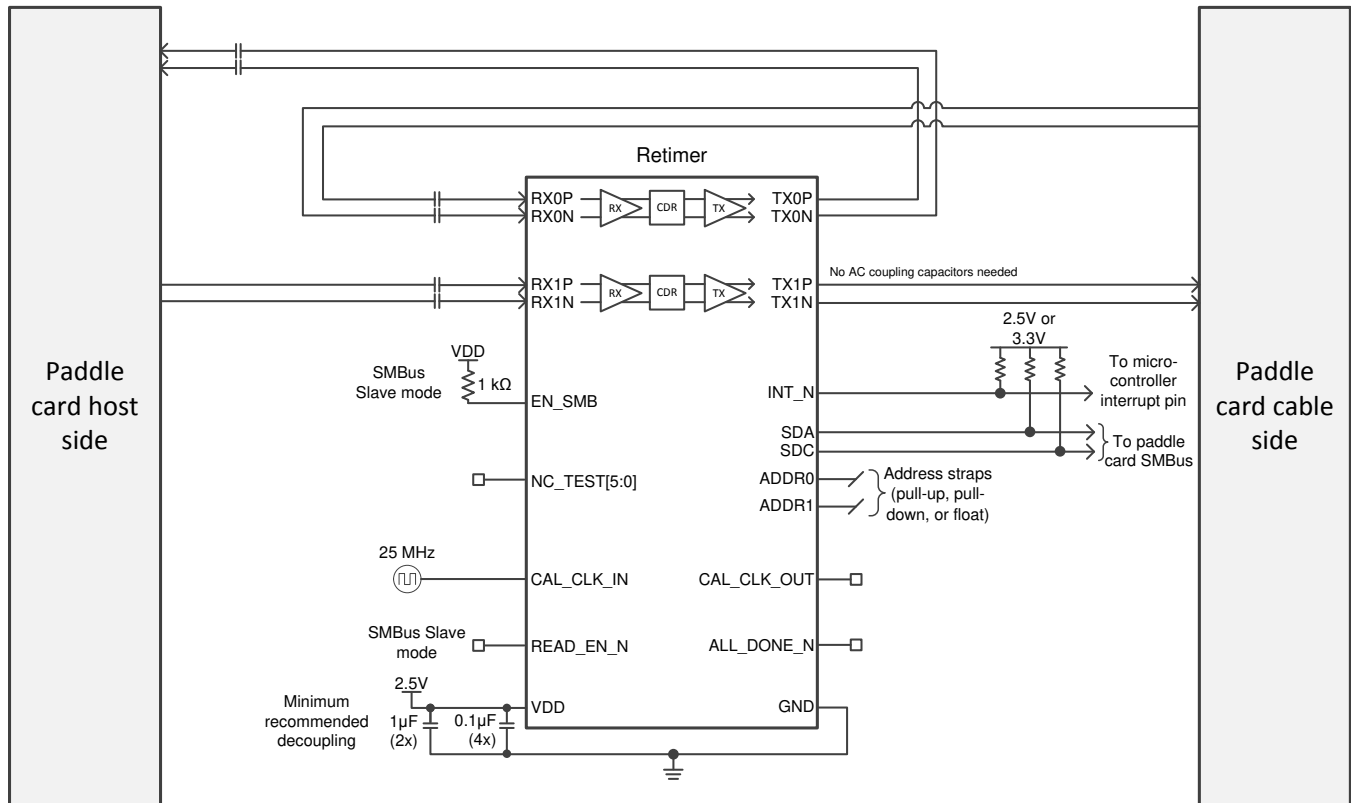 Retimer
RX0P
RX0N
RX
CDR
TX
TX0P
TX0N
RX1P
RX1N
RX
CDR
TX
TX1P
TX1N
No AC coupling capacitors needed
Paddle
card host
side
SMBus
Slave mode
VDD
1 kΩ
EN_SMB
NC_TEST[5:0]
25 MHz
CAL_CLK_IN
SMBus Slave
mode
READ_EN_N
Minimum
recommended
decoupling
2.5V
1µF
(2x)
0.1µF
(4x)
VDD
2.5V or
3.3V
INT_N
To micro-
controller
interrupt pin
SDA
SDC
To paddle
card SMBus
ADDR0
ADDR1
Address straps
(pull-up, pull-
down, or float)
CAL_CLK_OUT
ALL_DONE_N
GND
Paddle
card cable
side